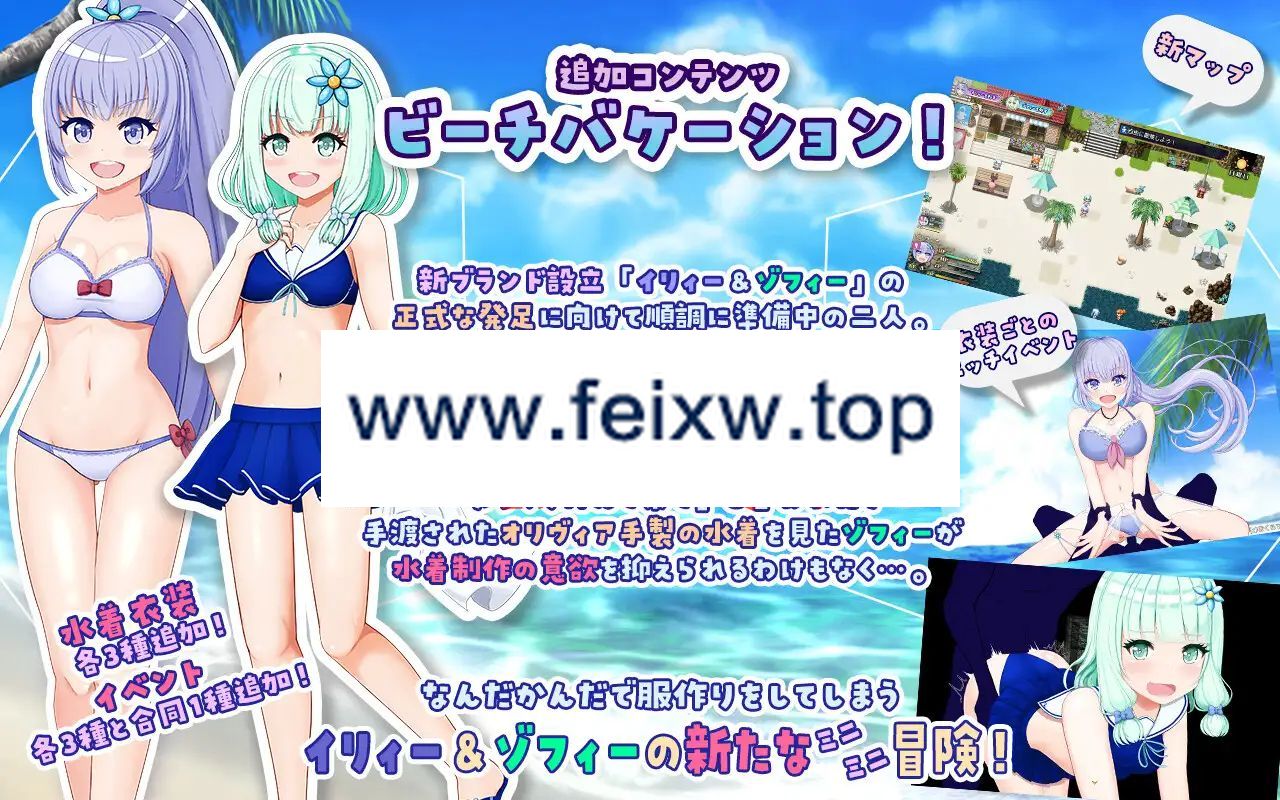 追加コンテンツ
ビーチバケーション!
新マップ
新ブランド設立「イリィー&ゾフィー」の
正式な発足に向けて順調に準備中の二人。
衣装ごとの
ッチイベント
www.feixw.top
手渡されたオリヴィア手製の水着を見たゾフィーが
水着制作の意欲を抑えられるわけもなく…。
水着衣装
各3種追加!
イベント
各3種と合同1種追加!
なんだかんだで服作りをしてしまう
イリィー&ゾフィーの新たなミニミニ冒険!